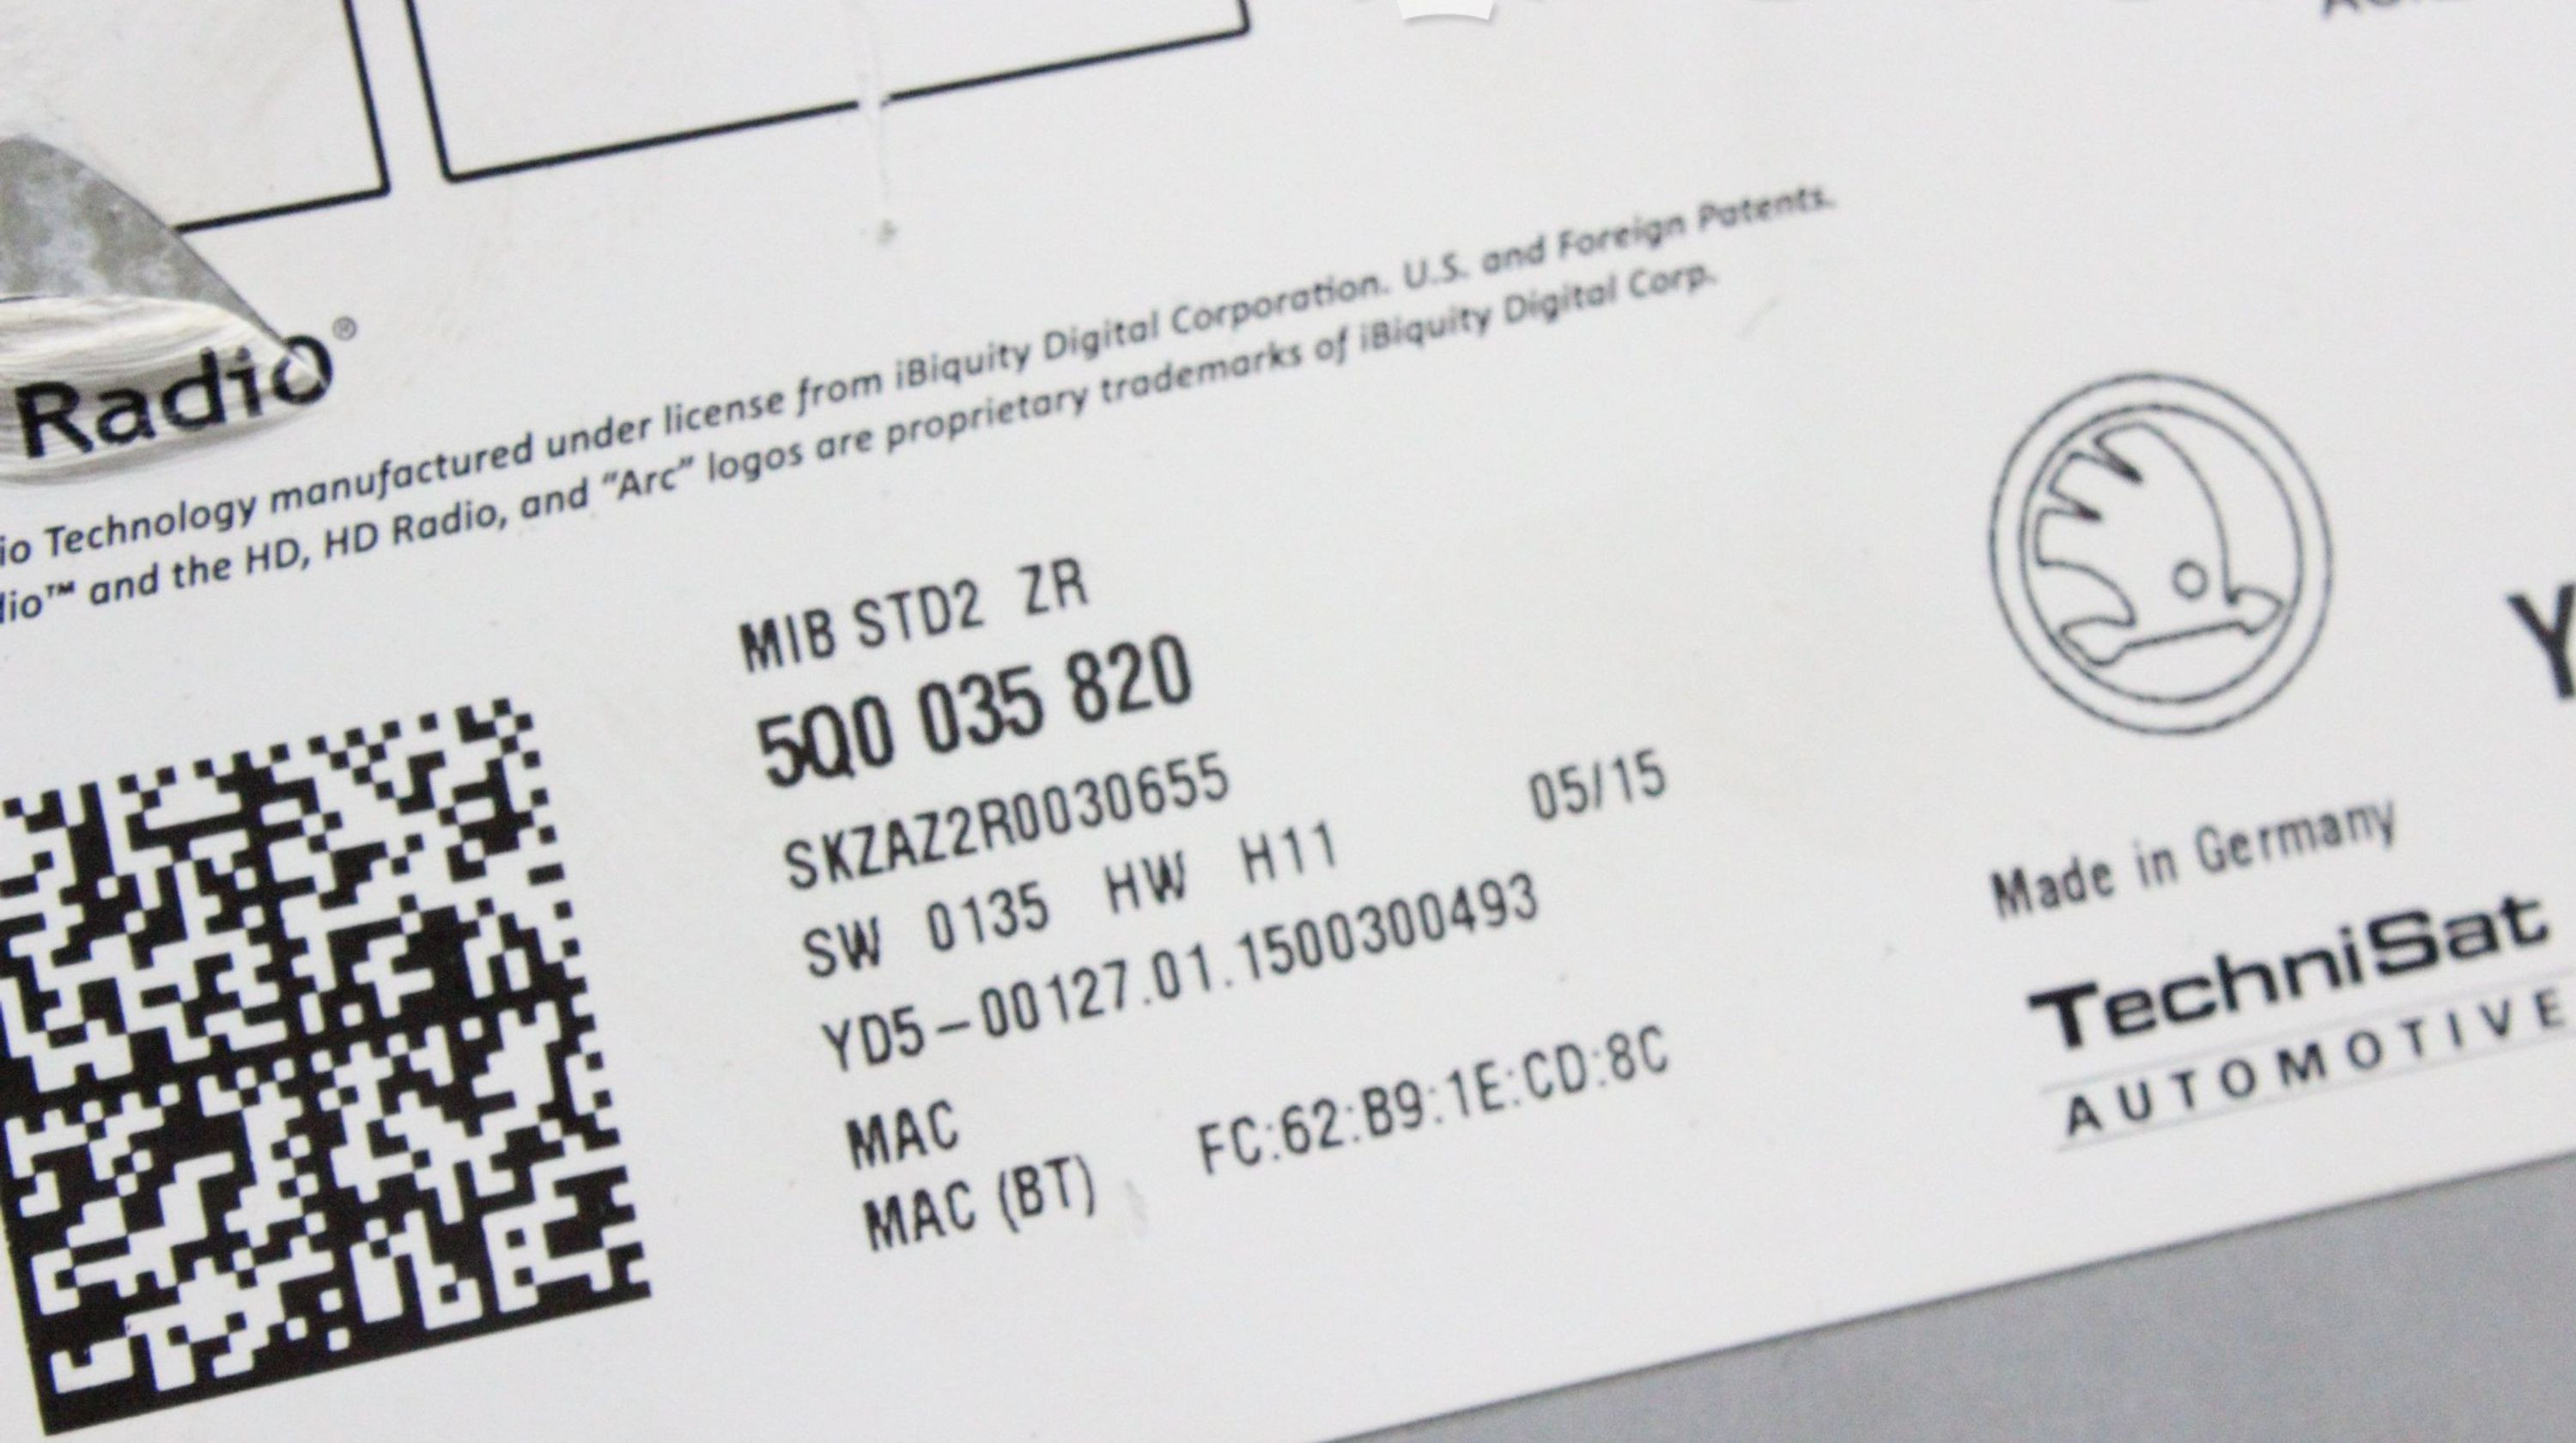 Radio®
io Technology manufactured under license from iBiquity Digital Corporation. U.S. and Foreign Patents.
dio™ and the HD, HD Radio, and "Arc" logos are proprietary trademarks of iBiquity Digital Corp.
MIB STD2 ZR
5Q0 035 820
SKZAZ2R0030655
05/15
SW 0135 HW H11
YD5-00127.01.1500300493
MAC
MAC (BT) FC:62:B9:1E:CD:8C
Y
Made in Germany
TechniSat
AUTOMOTIVE